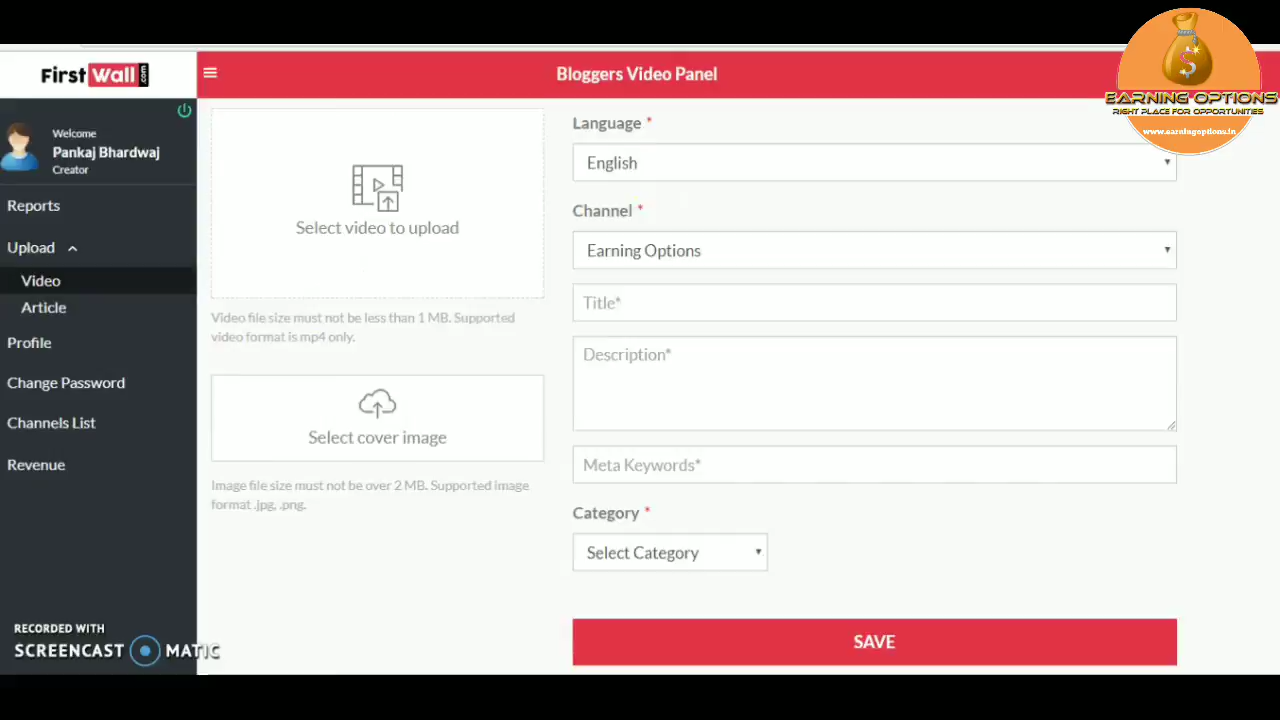 FirstWall.com
Bloggers Video Panel
EARNING OPTIONS
RIGHT PLACE FOR OPPORTUNITIES
www.earningoptions.in
Welcome
Pankaj Bhardwaj
Creator
Reports
Upload
Video
Article
Profile
Change Password
Channels List
Revenue
Select video to upload
Video file size must not be less than 1 MB. Supported
video format is mp4 only.
Select cover image
Image file size must not be over 2 MB. Supported image
format .jpg, .png.
Language *
English
Channel *
Earning Options
Title*
Description*
Meta Keywords*
Category *
Select Category
SAVE
RECORDED WITH
SCREENCAST MATIC